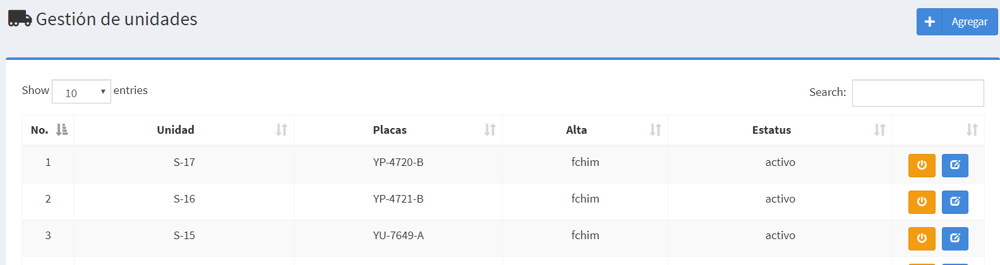 Gestión de unidades
Agregar
Show 10 entries
Search:
No. Unidad Placas Alta Estatus
1 S-17 YP-4720-B fchim activo
2 S-16 YP-4721-B fchim activo
3 S-15 YU-7649-A fchim activo